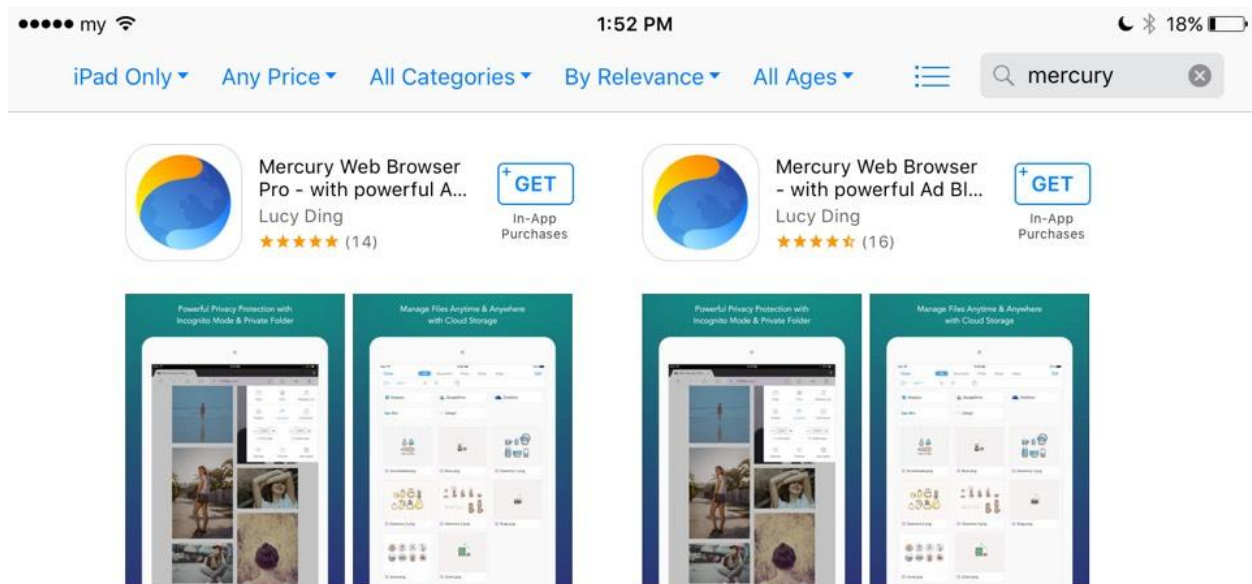 my 1:52 PM 18%
iPad Only Any Price All Categories By Relevance All Ages mercury
Mercury Web Browser
Pro - with powerful A...
Lucy Ding
(14)
+GET
In-App
Purchases
Mercury Web Browser
- with powerful Ad Bl...
Lucy Ding
(16)
+GET
In-App
Purchases
Powerful Privacy Protection with
Incognito Mode & Private Folder
Manage Files Anytime & Anywhere
with Cloud Storage
Powerful Privacy Protection with
Incognito Mode & Private Folder
Manage Files Anytime & Anywhere
with Cloud Storage